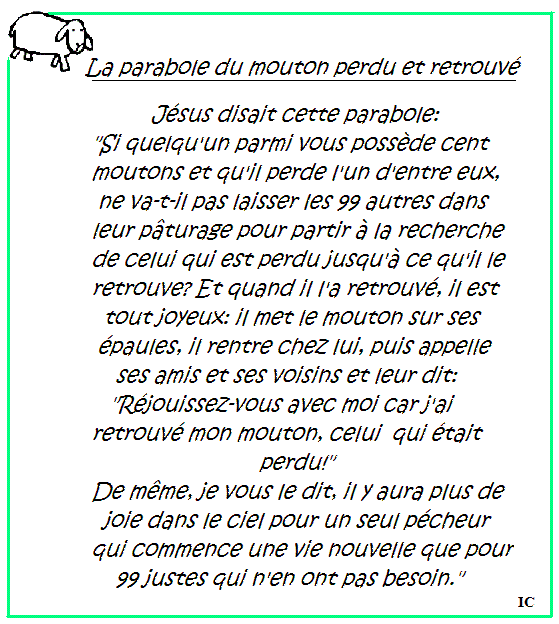 La parabole du mouton perdu et retrouvé
Jésus disait cette parabole:
"Si quelqu'un parmi vous possède cent
moutons et qu'il perde l'un d'entre eux,
ne va-t-il pas laisser les 99 autres dans
leur pâturage pour partir à la recherche
de celui qui est perdu jusqu'à ce qu'il le
retrouve? Et quand il l'a retrouvé, il est
tout joyeux: il met le mouton sur ses
épaules, il rentre chez lui, puis appelle
ses amis et ses voisins et leur dit:
"Réjouissez-vous avec moi car j'ai
retrouvé mon mouton, celui qui était
perdu!"
De même, je vous le dit, il y aura plus de
joie dans le ciel pour un seul pécheur
qui commence une vie nouvelle que pour
99 justes qui n'en ont pas besoin."
IC